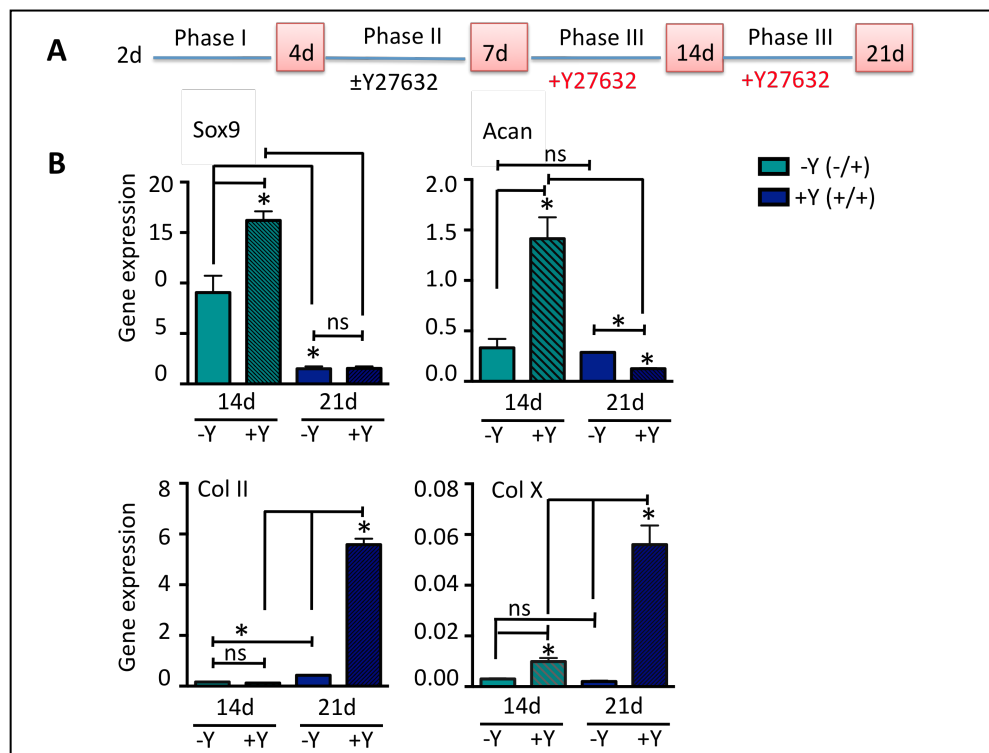 A
2d Phase I 4d Phase II 7d Phase III 14d Phase III 21d
±Y27632 +Y27632 +Y27632
B
Sox9
Gene expression
20
15
0
5
0
*
*
ns
14d 21d
-Y +Y -Y +Y
Acan
2.0
1.5
1.0
0.5
0.0
ns
*
*
*
14d 21d
-Y +Y -Y +Y
-Y (-/+)
+Y (+/+)
Col II
Gene expression
8
6
4
2
0
*
*
ns
14d 21d
-Y +Y -Y +Y
Col X
0.08
0.06
0.04
0.02
0.00
*
ns
*
14d 21d
-Y +Y -Y +Y